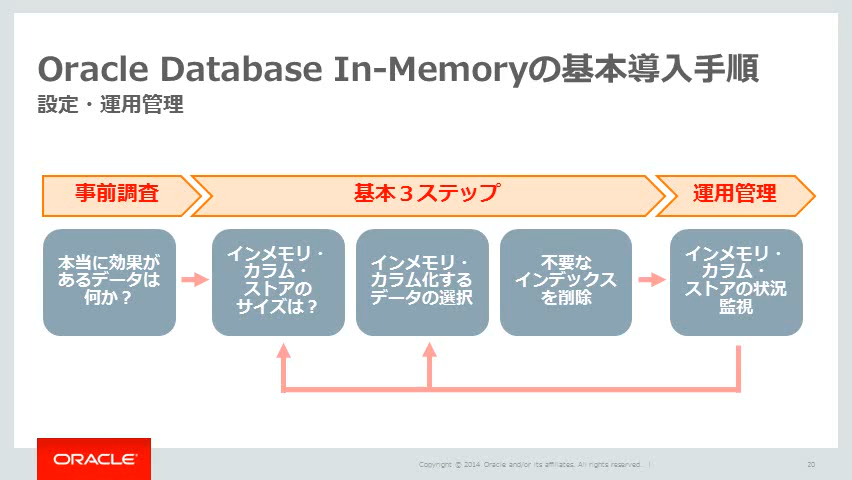 Oracle Database In-Memoryの基本導入手順
設定・運用管理
事前調査
基本３ステップ
運用管理
本当に効果が
あるデータは
何か？
インメモリ・
カラム・
ストアの
サイズは？
インメモリ・
カラム化する
データの選択
不要な
インデックス
を削除
インメモリ・
カラム・
ストアの状況
監視
ORACLE
Copyright © 2014 Oracle and/or its affiliates. All rights reserved. |
20